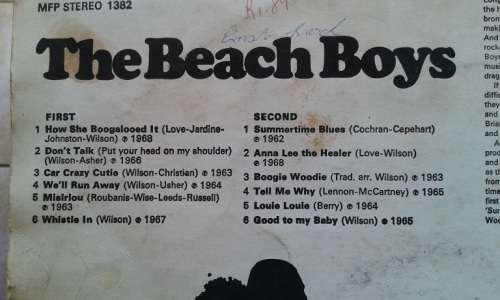 MFP STEREO 1382
The Beach Boys
FIRST
1 How She Boogalooed It (Love-Jardine-
Johnston-Wilson) ℗ 1968
2 Don't Talk (Put your head on my shoulder)
(Wilson-Asher) ℗ 1966
3 Car Crazy Cutie (Wilson-Christian) ℗ 1963
4 We'll Run Away (Wilson-Usher) ℗ 1964
5 Misirlou (Roubanis-Wise-Leeds-Russell)
℗ 1963
6 Whistle In (Wilson) ℗ 1967
SECOND
1 Summertime Blues (Cochran-Cepehart)
℗ 1962
2 Anna Lee the Healer (Love-Wilson)
℗ 1968
3 Boogie Woodie (Trad. arr. Wilson) ℗ 1963
4 Tell Me Why (Lennon-McCartney) ℗ 1965
5 Louie Louie (Berry) ℗ 1964
6 Good to my Baby (Wilson) ℗ 1965